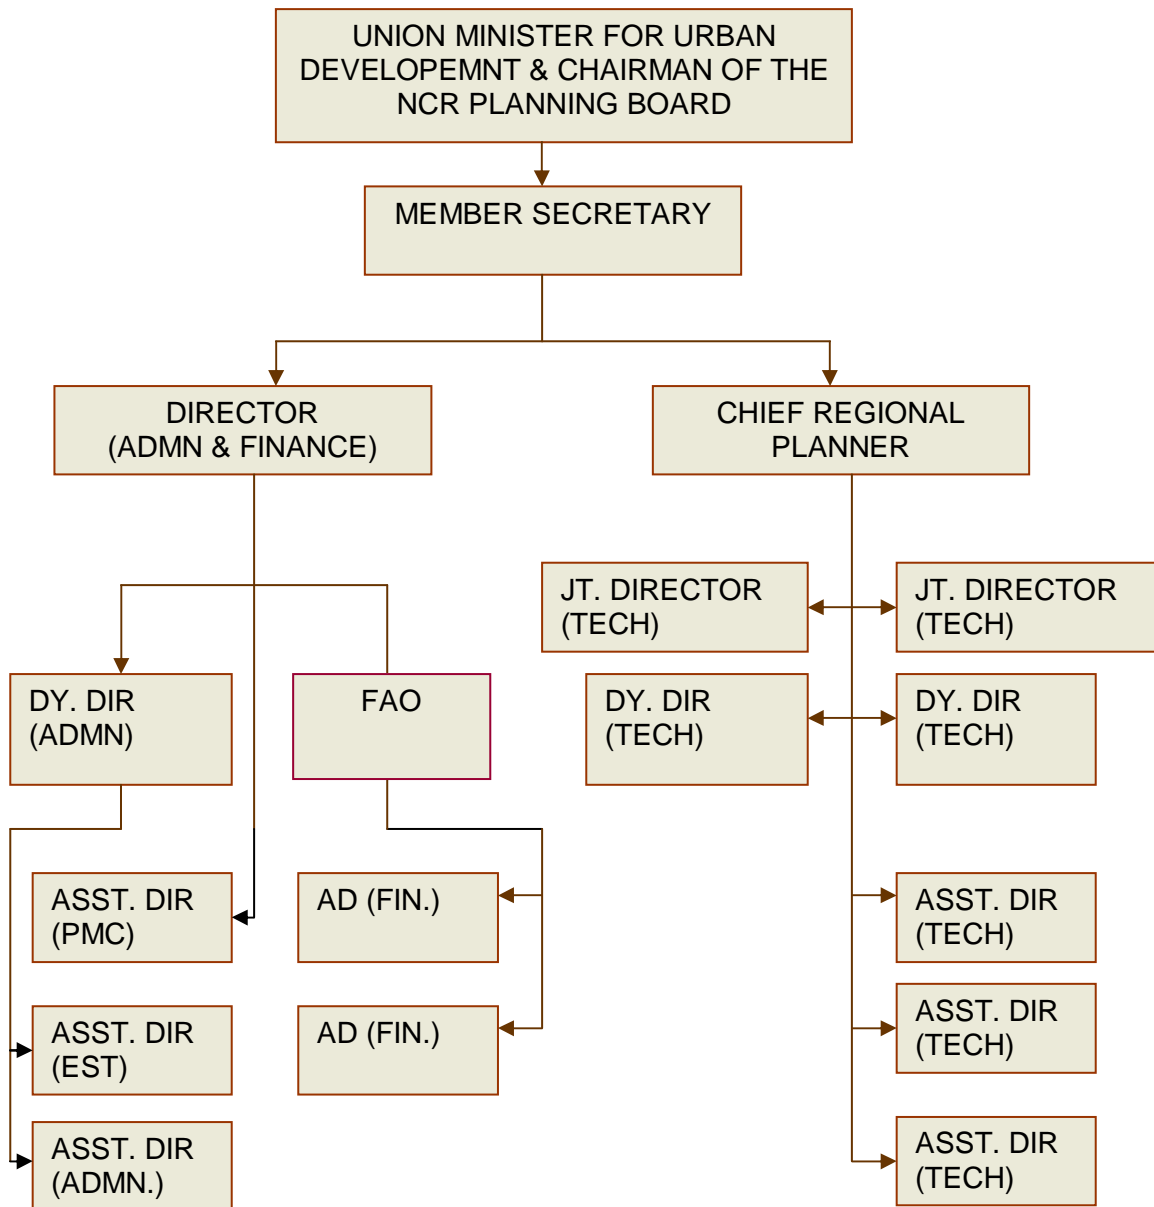 UNION MINISTER FOR URBAN
DEVELOPEMNT & CHAIRMAN OF THE
NCR PLANNING BOARD
MEMBER SECRETARY
DIRECTOR
(ADMN & FINANCE)
CHIEF REGIONAL
PLANNER
JT. DIRECTOR
(TECH)
JT. DIRECTOR
(TECH)
DY. DIR
(ADMN)
FAO
DY. DIR
(TECH)
DY. DIR
(TECH)
ASST. DIR
(PMC)
AD (FIN.)
ASST. DIR
(TECH)
ASST. DIR
(EST)
AD (FIN.)
ASST. DIR
(TECH)
ASST. DIR
(ADMN.)
ASST. DIR
(TECH)